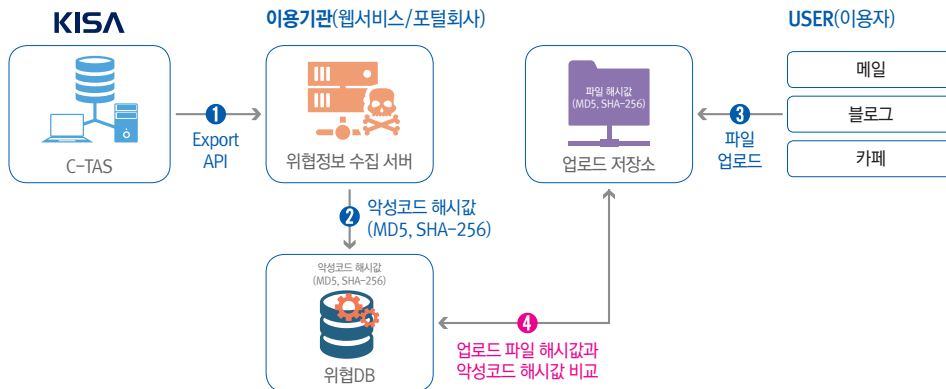 KISA
이용기관(웹서비스/포털회사)
USER(이용자)
C-TAS
1
Export
API
위협정보 수집 서버
파일 해시값
(MD5, SHA-256)
업로드 저장소
3
파일
업로드
메일
블로그
카페
2
악성코드 해시값
(MD5, SHA-256)
악성코드 해시값
(MD5, SHA-256)
위협DB
4
업로드 파일 해시값과
악성코드 해시값 비교